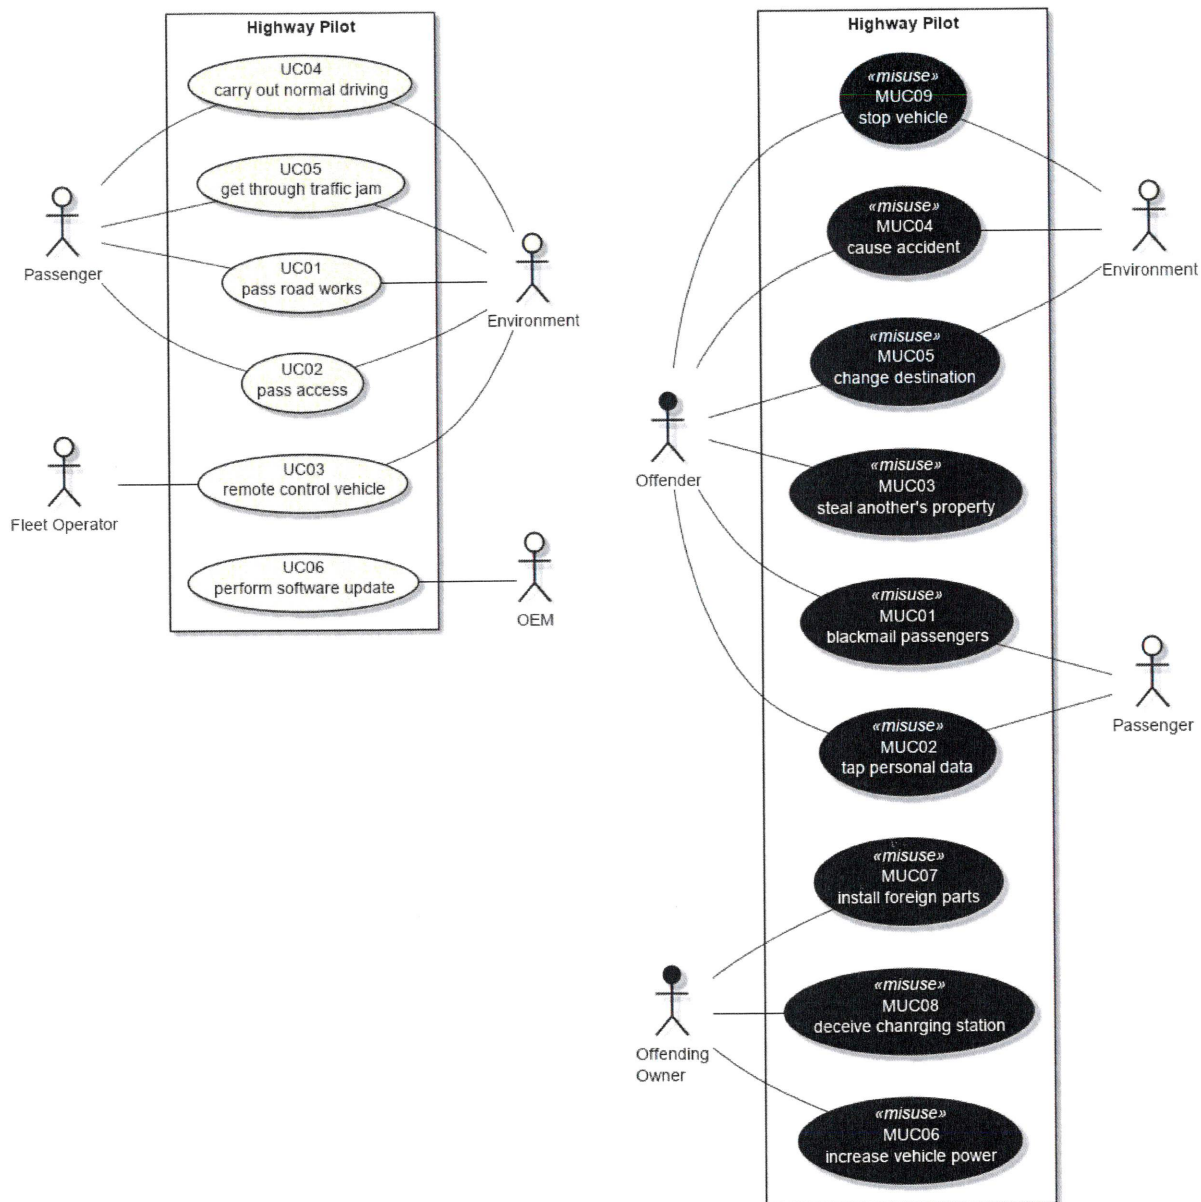 Highway Pilot
UC04
carry out normal driving
UC05
get through traffic jam
Passenger
UC01
pass road works
Environment
UC02
pass access
UC03
remote control vehicle
Fleet Operator
UC06
perform software update
OEM
Highway Pilot
«misuse»
MUC09
stop vehicle
«misuse»
MUC04
cause accident
Environment
«misuse»
MUC05
change destination
Offender
«misuse»
MUC03
steal another's property
«misuse»
MUC01
blackmail passengers
Passenger
«misuse»
MUC02
tap personal data
«misuse»
MUC07
install foreign parts
«misuse»
MUC08
deceive chanrging station
Offending
Owner
«misuse»
MUC06
increase vehicle power